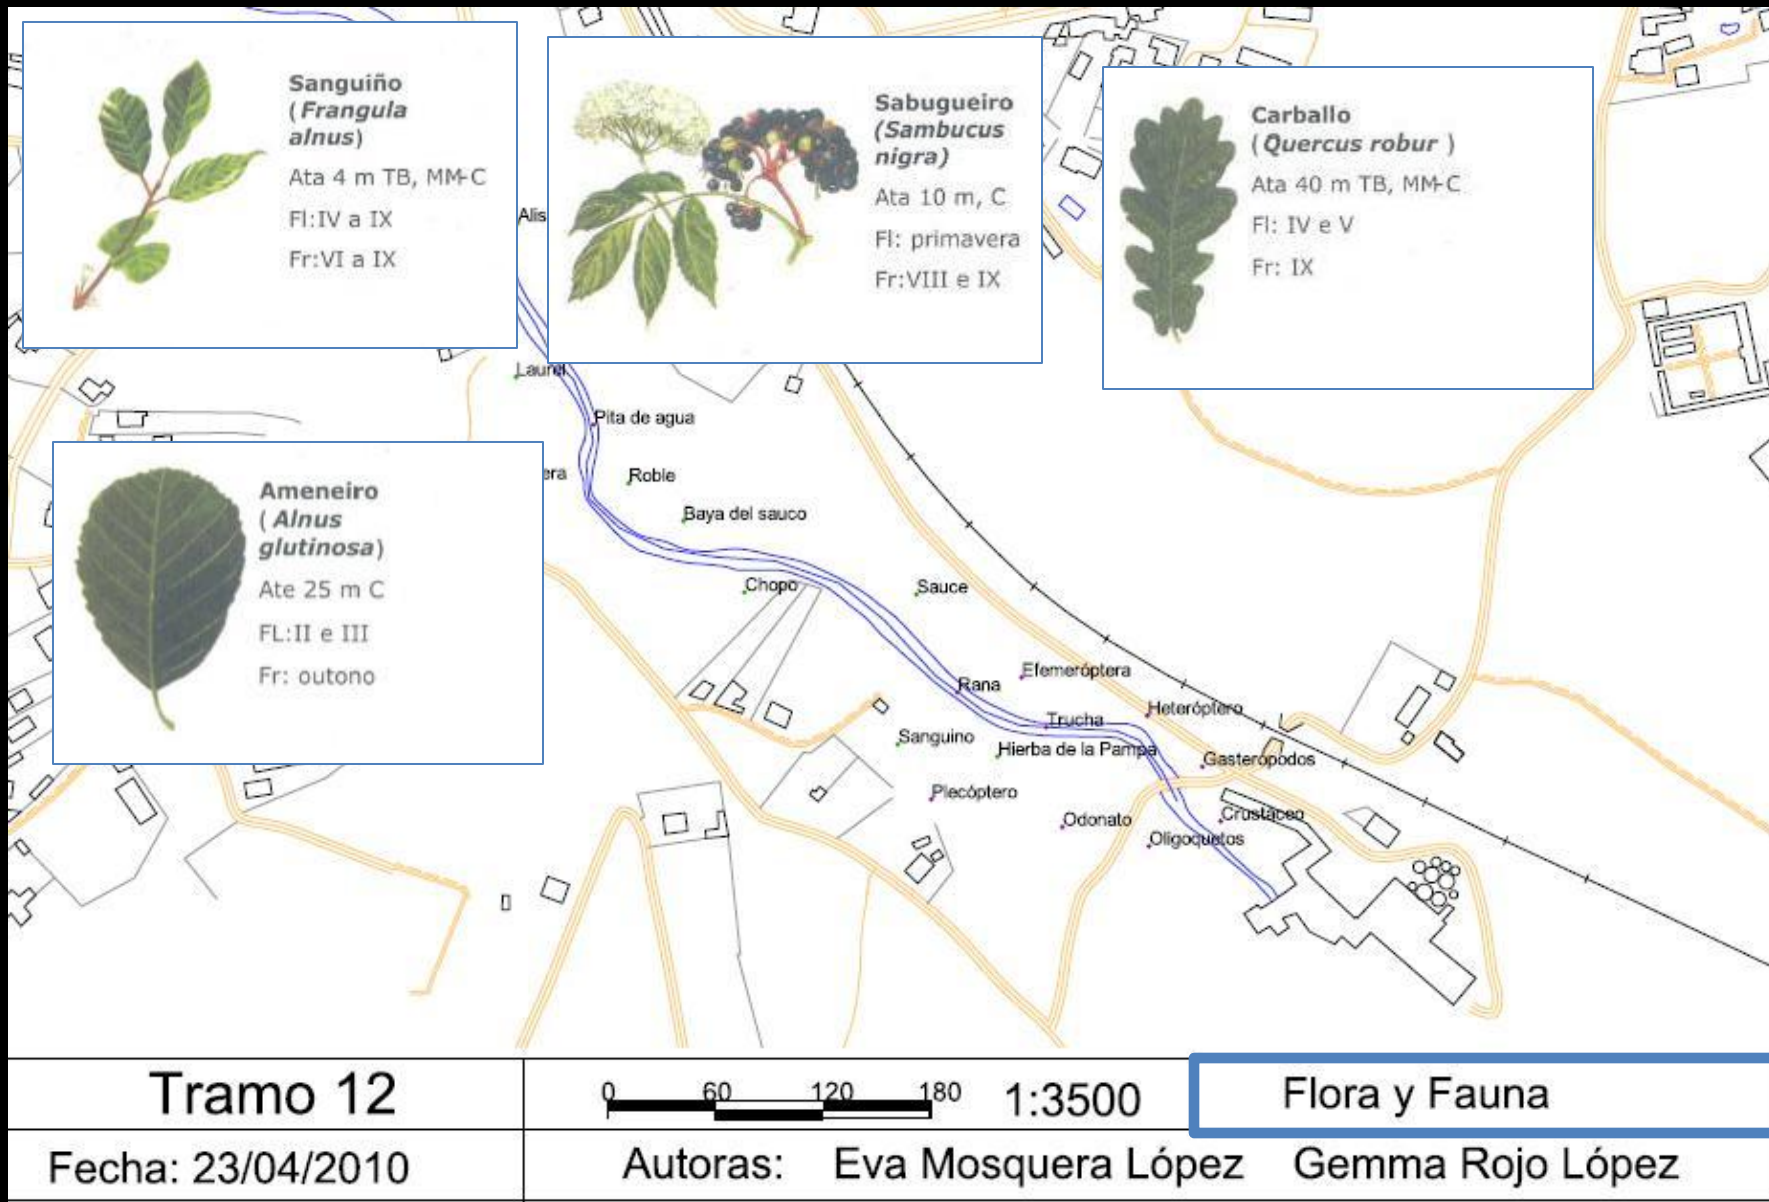 Sanguiño
(Frangula
alnus)
Ata 4 m TB, MM-C
Fl:IV a IX
Fr:VI a IX
Sabugueiro
(Sambucus
nigra)
Ata 10 m, C
Fl: primavera
Fr:VIII e IX
Carballo
(Quercus robur )
Ata 40 m TB, MM-C
Fl: IV e V
Fr: IX
Alis
Laurel
Pita de agua
era
Roble
Baya del sauco
Ameneiro
(Alnus
glutinosa)
Ate 25 m C
FL:II e III
Fr: outono
Chopo
Sauce
Efemeróptera
Rana
Heteróptero
Trucha
Sanguino
Hierba de la Pampa
Gasterópodos
Plecóptero
Odonato
Crustáceo
Oligoquetos
Tramo 12
0 60 120 180
1:3500
Flora y Fauna
Fecha: 23/04/2010
Autoras: Eva Mosquera López Gemma Rojo López